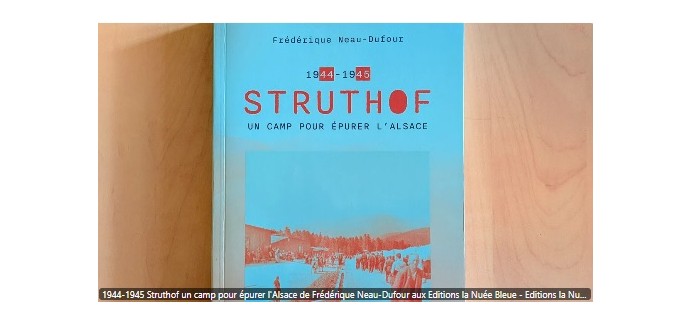 Frédérique Neau-Dufour
1944-1945
STRUTHOF
UN CAMP POUR ÉPURER L'ALSACE
1944-1945 Struthof un camp pour épurer l'Alsace de Frédérique Neau-Dufour aux Editions la Nuée Bleue - Editions la Nu...